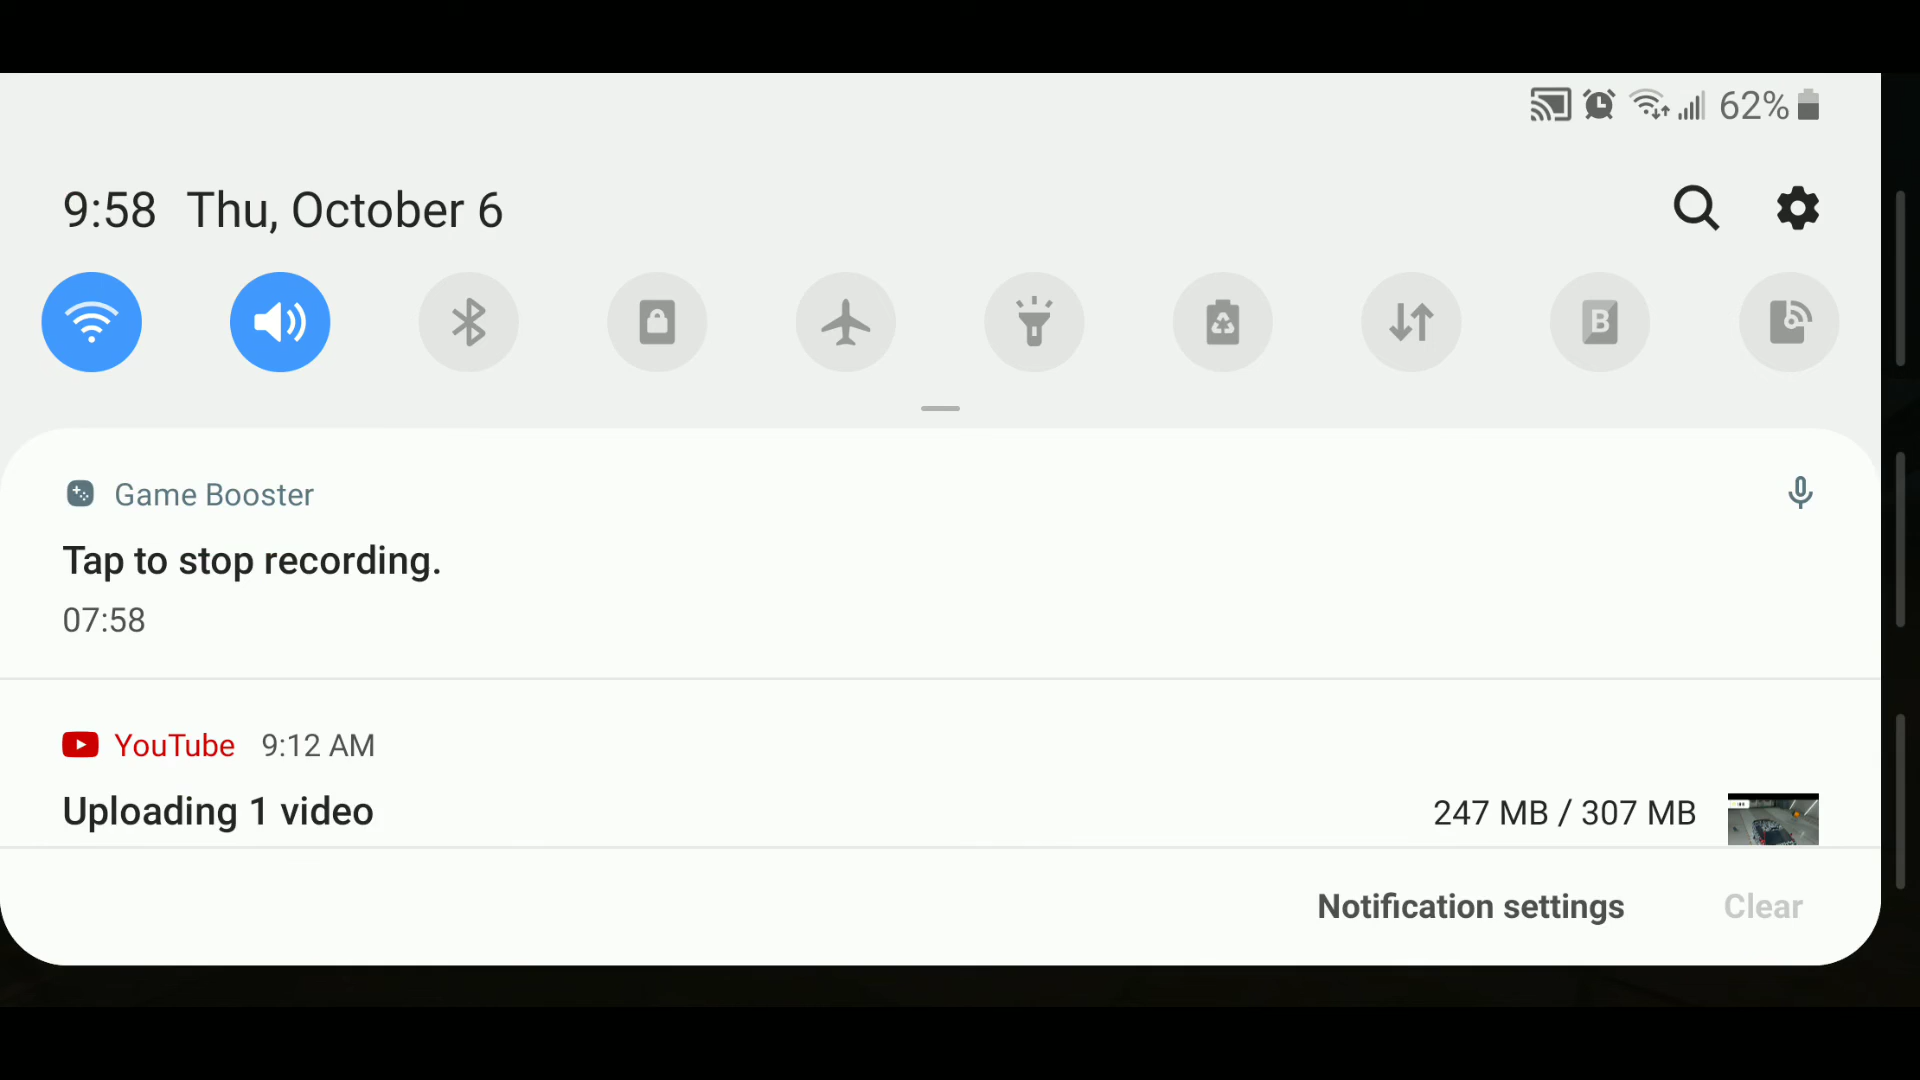 62%
9:58 Thu, October 6
B
Game Booster
Tap to stop recording.
07:58
YouTube 9:12 AM
Uploading 1 video 247 MB / 307 MB
Notification settings Clear